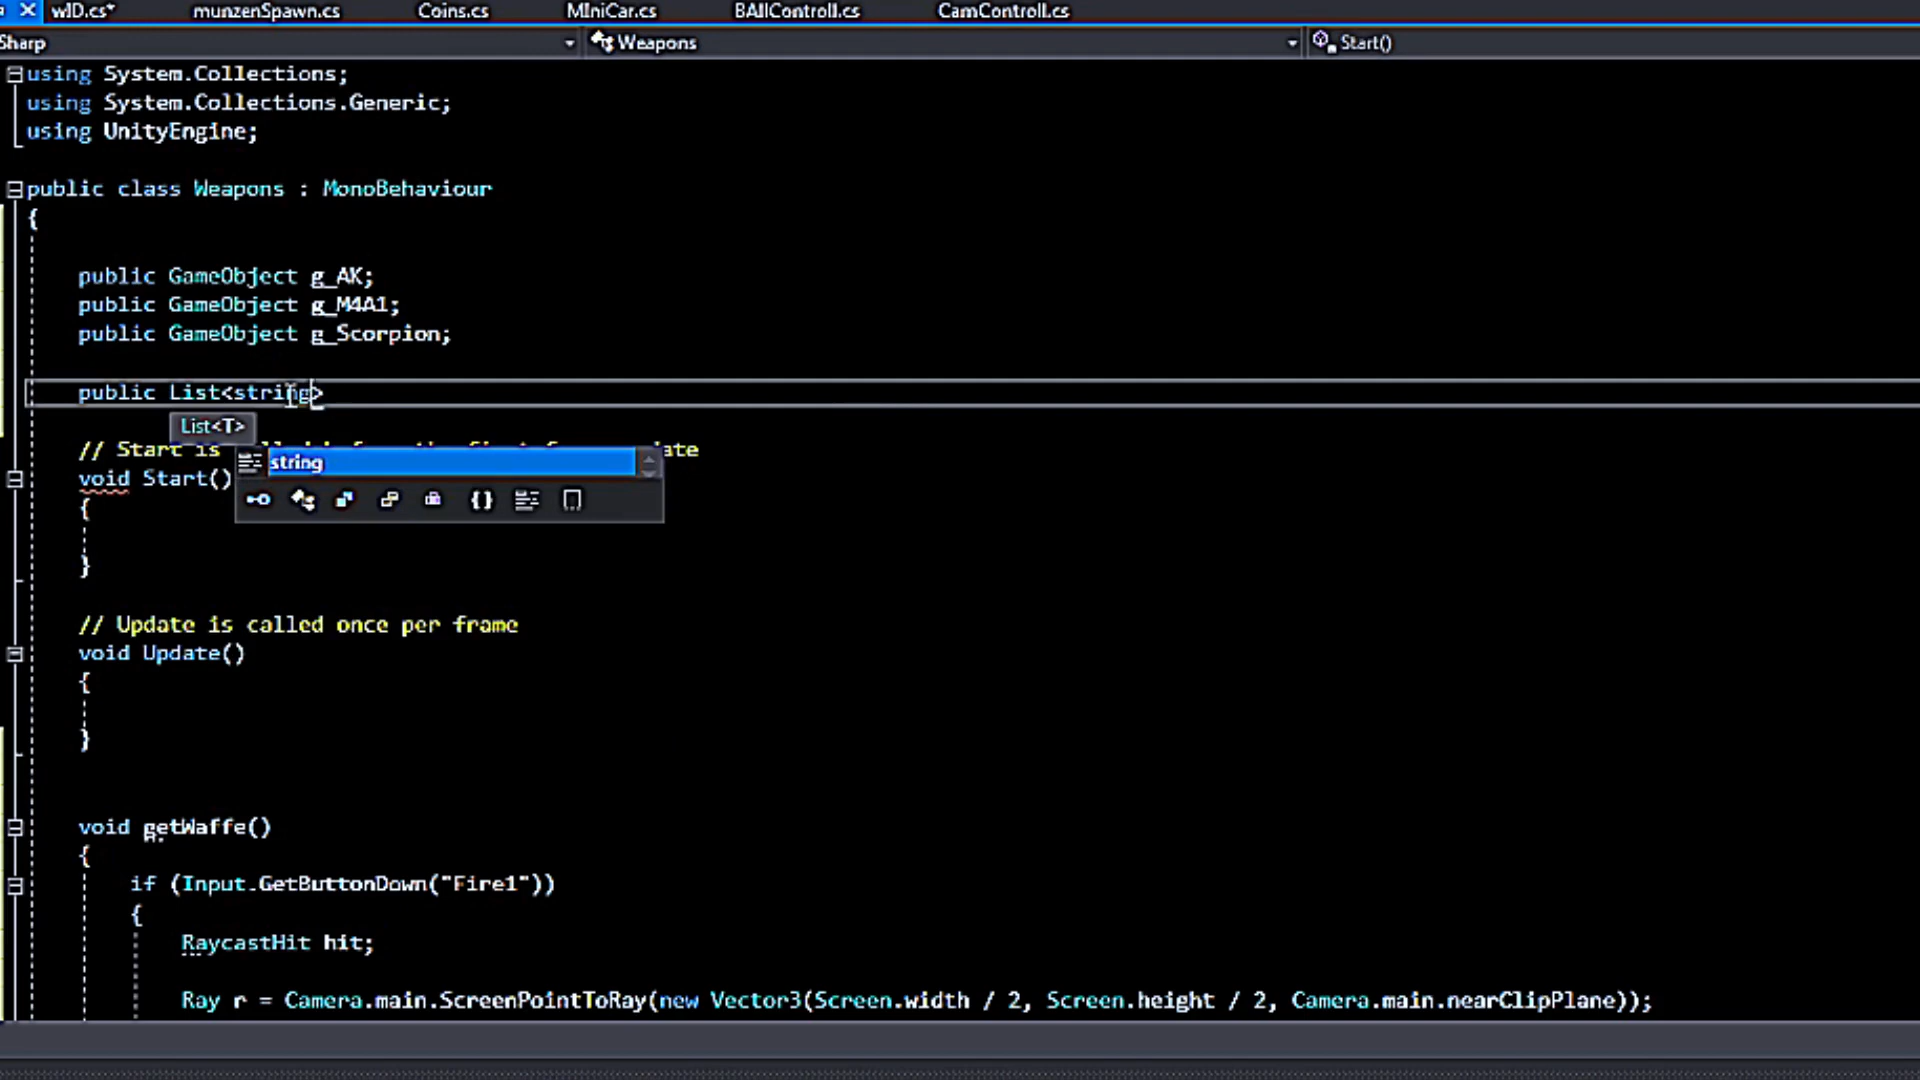 wID.cs* munzenSpawn.cs Coins.cs MIniCar.cs BAllControll.cs CamControll.cs
Sharp Weapons Start()
using System.Collections;
using System.Collections.Generic;
using UnityEngine;
public class Weapons : MonoBehaviour
{
public GameObject g_AK;
public GameObject g_M4A1;
public GameObject g_Scorpion;
public List<string>
List<T>
// Start is
string
void Start()
{
}
// Update is called once per frame
void Update()
{
}
void getWaffe()
{
if (Input.GetButtonDown("Fire1"))
{
RaycastHit hit;
Ray r = Camera.main.ScreenPointToRay(new Vector3(Screen.width / 2, Screen.height / 2, Camera.main.nearClipPlane));